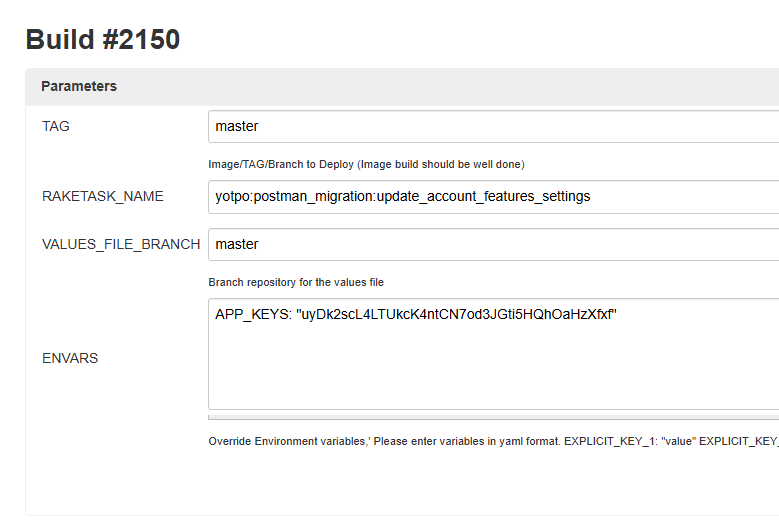 Build #2150
Parameters
TAG
master
Image/TAG/Branch to Deploy (Image build should be well done)
RAKETASK_NAME
yotpo:postman_migration:update_account_features_settings
VALUES_FILE_BRANCH
master
Branch repository for the values file
ENVARS
APP_KEYS: "uyDk2scL4LTUkcK4ntCN7od3JGti5HQhOaHzXfxf"
Override Environment variables,' Please enter variables in yaml format. EXPLICIT_KEY_1: "value" EXPLICIT_KEY_